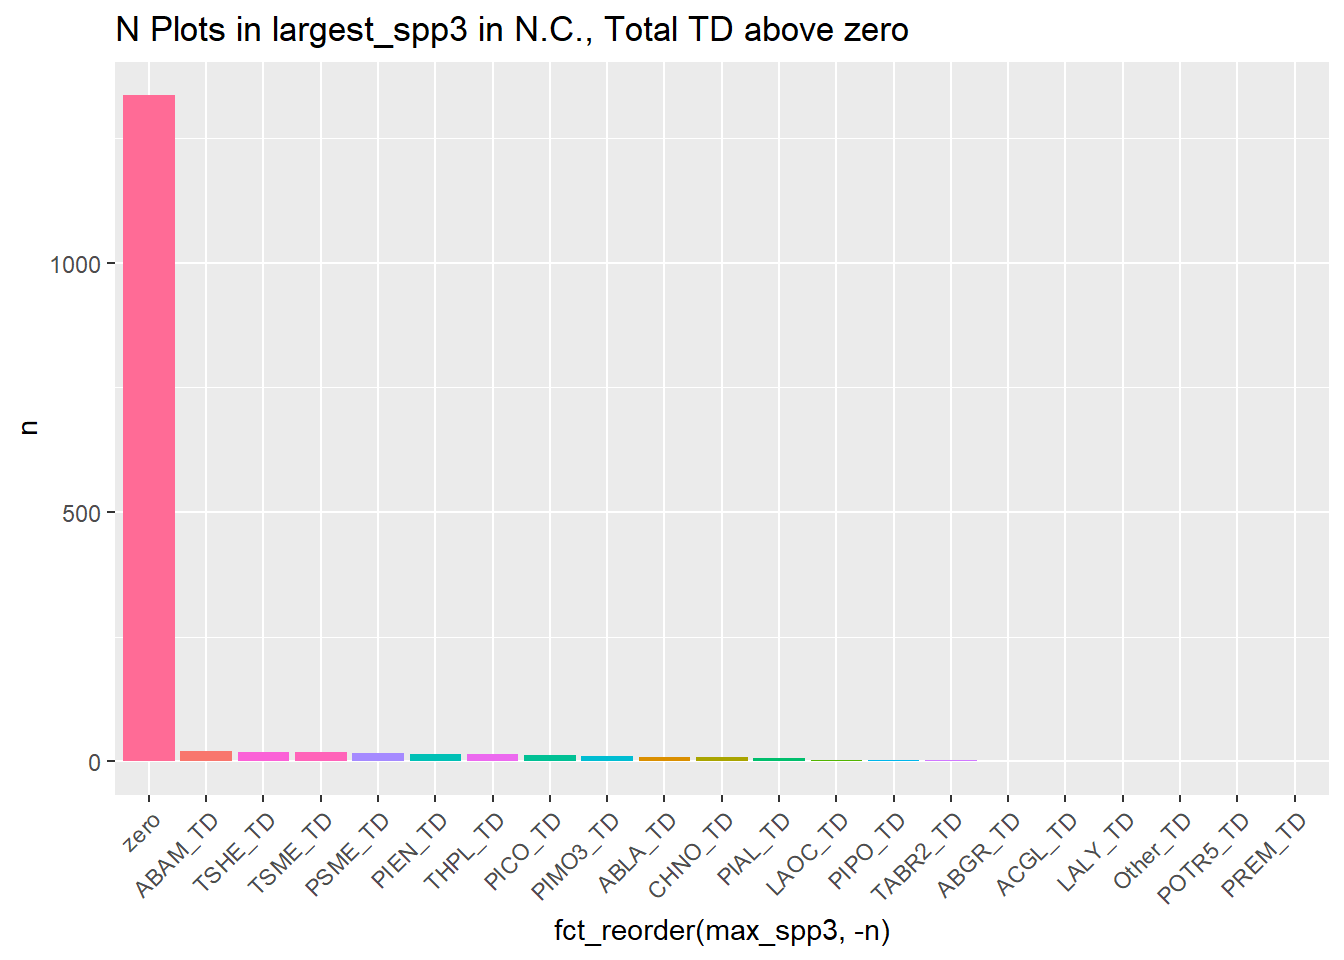 N Plots in largest_spp3 in N.C., Total TD above zero
1000
500
0
n
zero
ABAM_TD
TSHE_TD
TSME_TD
PSME_TD
PIEN_TD
THPL_TD
PICO_TD
PIMO3_TD
ABLA_TD
CHNO_TD
PIAL_TD
LAOC_TD
PIPO_TD
TABR2_TD
ABGR_TD
ACGL_TD
LALY_TD
Other_TD
POTR5_TD
PREM_TD
fct_reorder(max_spp3, -n)